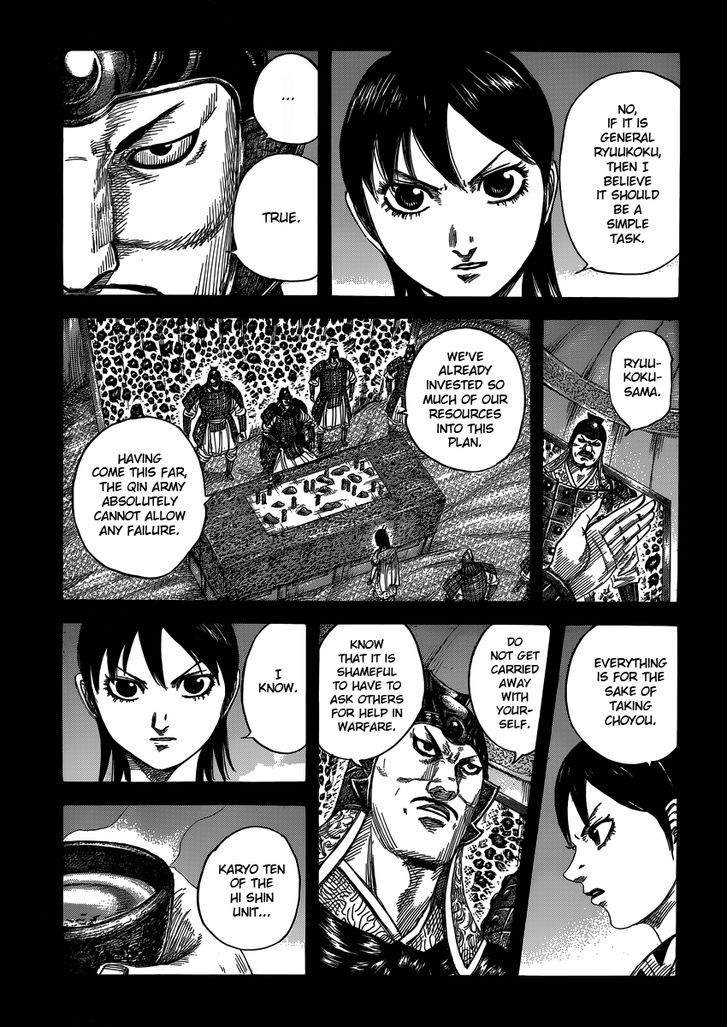 NO,
IF IT IS
GENERAL
RYUUKOKU,
THEN I
BELIEVE
IT SHOULD
BE A
SIMPLE
TASK.
...
TRUE.
RYUU-
KOKU-
SAMA.
WE'VE
ALREADY
INVESTED SO
MUCH OF OUR
RESOURCES
INTO THIS
PLAN.
HAVING
COME THIS FAR,
THE QIN ARMY
ABSOLUTELY
CANNOT ALLOW
ANY FAILURE.
EVERYTHING
IS FOR THE
SAKE OF
TAKING
CHOYOU.
DO
NOT GET
CARRIED
AWAY
WITH
YOUR-
SELF.
KNOW
THAT IT IS
SHAMEFUL
TO HAVE TO
ASK OTHERS
FOR HELP IN
WARFARE.
I
KNOW.
KARYO TEN
OF THE
HI SHIN
UNIT...